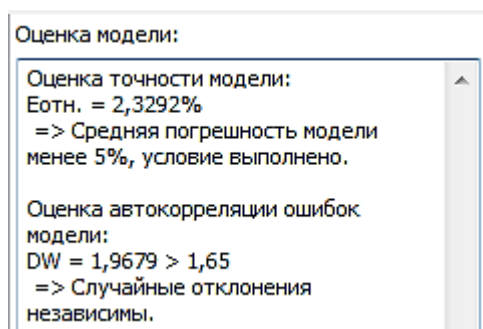 Оценка модели:
Оценка точности модели:
Еотн. = 2,3292%
=> Средняя погрешность модели
менее 5%, условие выполнено.
Оценка автокорреляции ошибок
модели:
DW = 1,9679 > 1,65
=> Случайные отклонения
независимы.